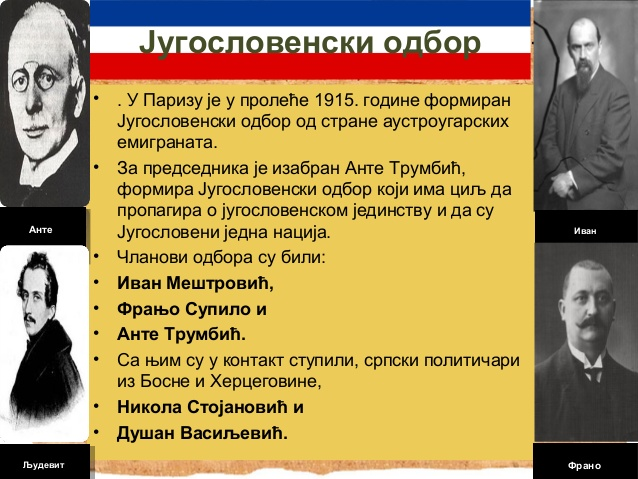 Југословенски одбор
. У Паризу је у пролеће 1915. године формиран
Југословенски одбор од стране аустроугарских
емиграната.
За председника је изабран Анте Трумбић,
формира Југословенски одбор који има циљ да
пропагира о југословенском јединству и да су
Југословени једна нација.
Чланови одбора су били:
Иван Мештровић,
Фрањо Супило и
Анте Трумбић.
Са њим су у контакт ступили, српски политичари
из Босне и Херцеговине,
Никола Стојановић и
Душан Васиљевић.
Анте
Иван
Људевит
Франо